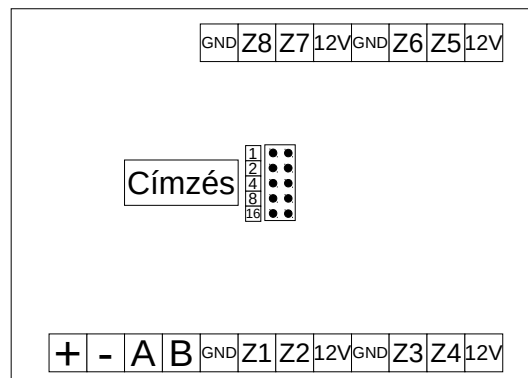 GND Z8 Z7 12V GND Z6 Z5 12V
Címzés
1
2
4
8
16
+ - A B GND Z1 Z2 12V GND Z3 Z4 12V